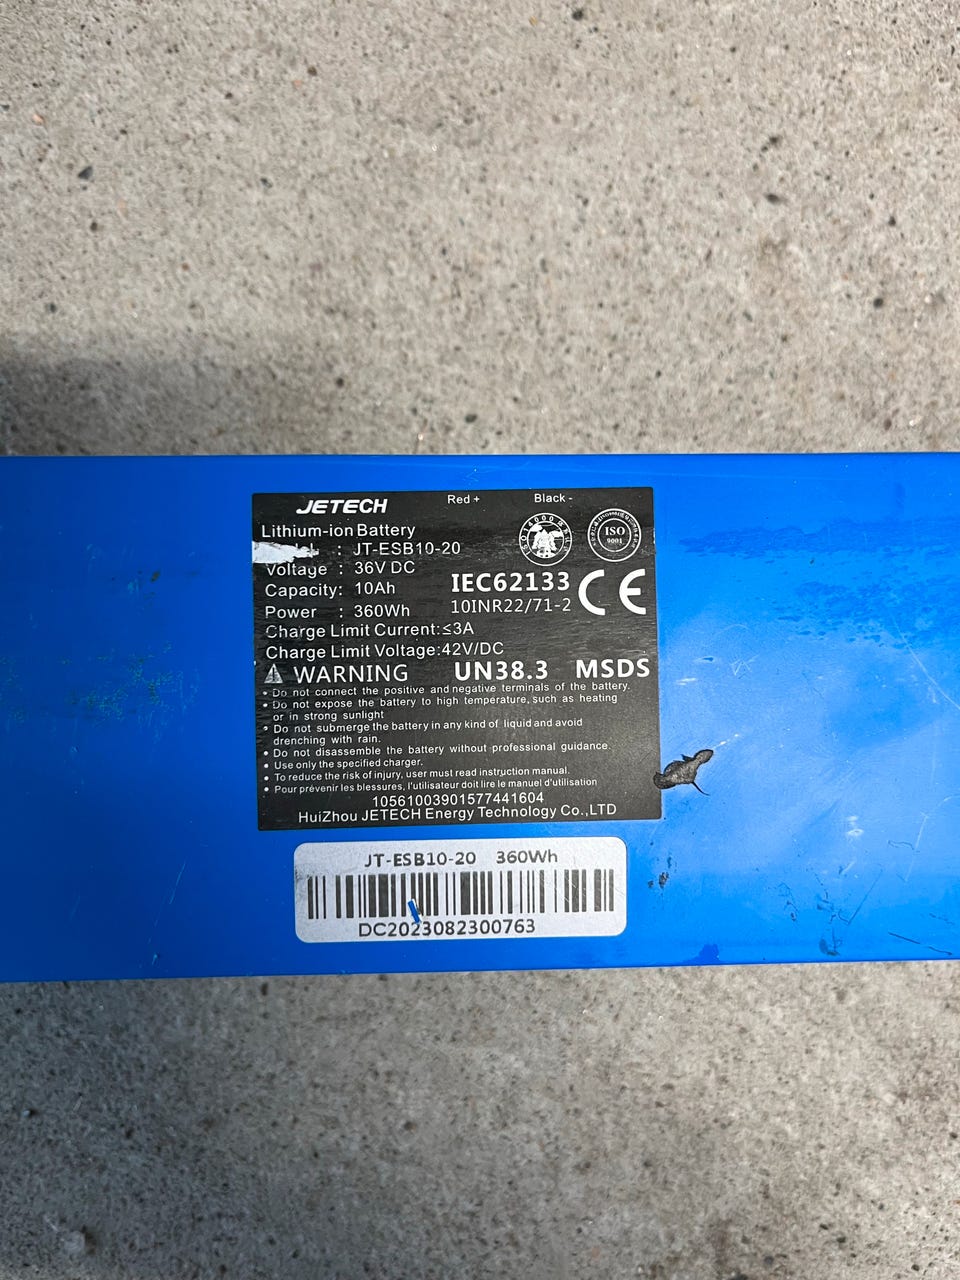 JETECH Red + Black -
Lithium-ion Battery
: JT-ESB10-20
Voltage : 36V DC
Capacity: 10Ah
Power : 360Wh
Charge Limit Current:≤3A
Charge Limit Voltage:42V/DC
ISO 9001
IEC62133 CE
10INR22/71-2
WARNING UN38.3 MSDS
• Do not connect the positive and negative terminals of the battery.
• Do not expose the battery to high temperature, such as heating
or in strong sunlight
• Do not submerge the battery in any kind of liquid and avoid
drenching with rain.
• Do not disassemble the battery without professional guidance.
• Use only the specified charger.
• To reduce the risk of injury, user must read instruction manual.
• Pour prévenir les blessures, l'utilisateur doit lire le manuel d'utilisation
10561003901577441604
HuiZhou JETECH Energy Technology Co.,LTD
JT-ESB10-20 360Wh
DC2023082300763